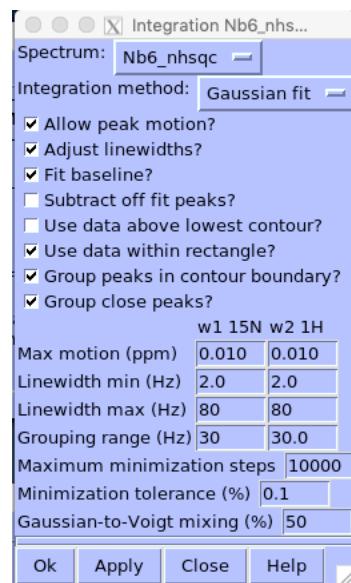 Integration Nb6_nhs...
Spectrum: Nb6_nhsqc
Integration method: Gaussian fit
Allow peak motion?
Adjust linewidths?
Fit baseline?
Subtract off fit peaks?
Use data above lowest contour?
Use data within rectangle?
Group peaks in contour boundary?
Group close peaks?
w1 15N w2 1H
Max motion (ppm) 0.010 0.010
Linewidth min (Hz) 2.0 2.0
Linewidth max (Hz) 80 80
Grouping range (Hz) 30 30.0
Maximum minimization steps 10000
Minimization tolerance (%) 0.1
Gaussian-to-Voigt mixing (%) 50
Ok Apply Close Help